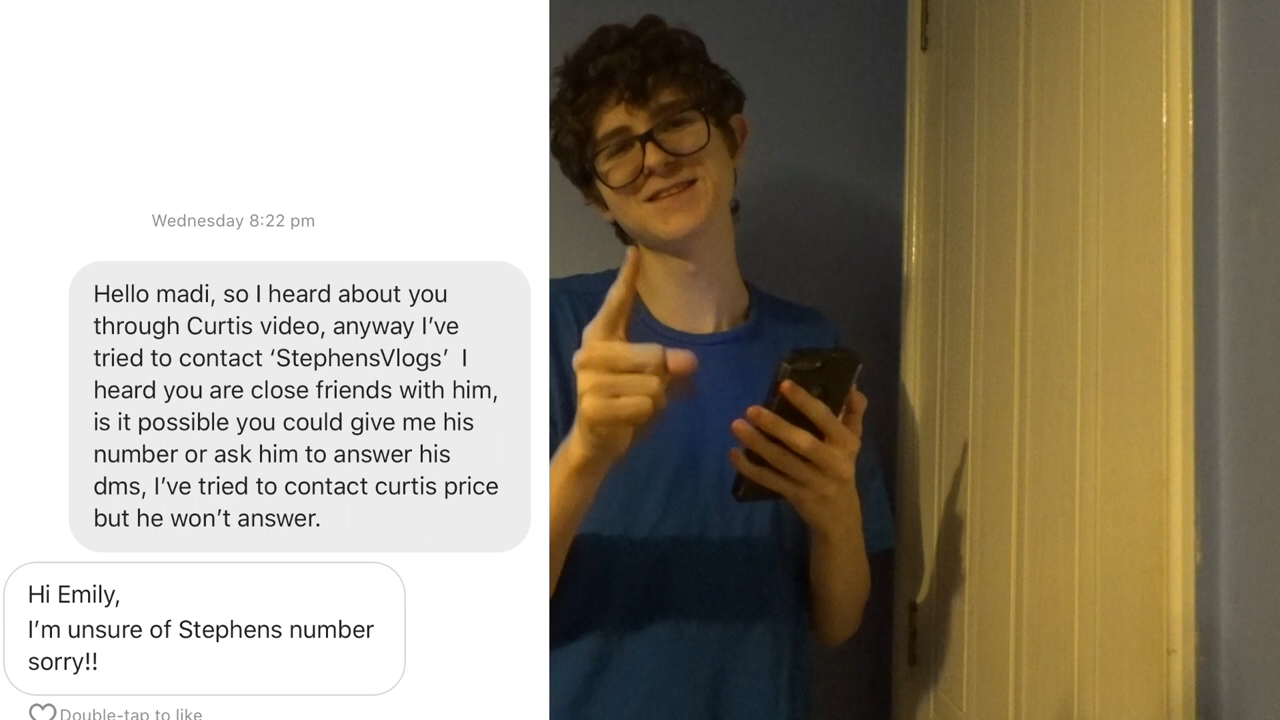 Wednesday 8:22 pm
Hello madi, so I heard about you
through Curtis video, anyway I’ve
tried to contact ‘StephensVlogs’  I
heard you are close friends with him,
is it possible you could give me his
number or ask him to answer his
dms, I’ve tried to contact curtis price
but he won’t answer.
Hi Emily,
I’m unsure of Stephens number
sorry!!
Double-tap to like